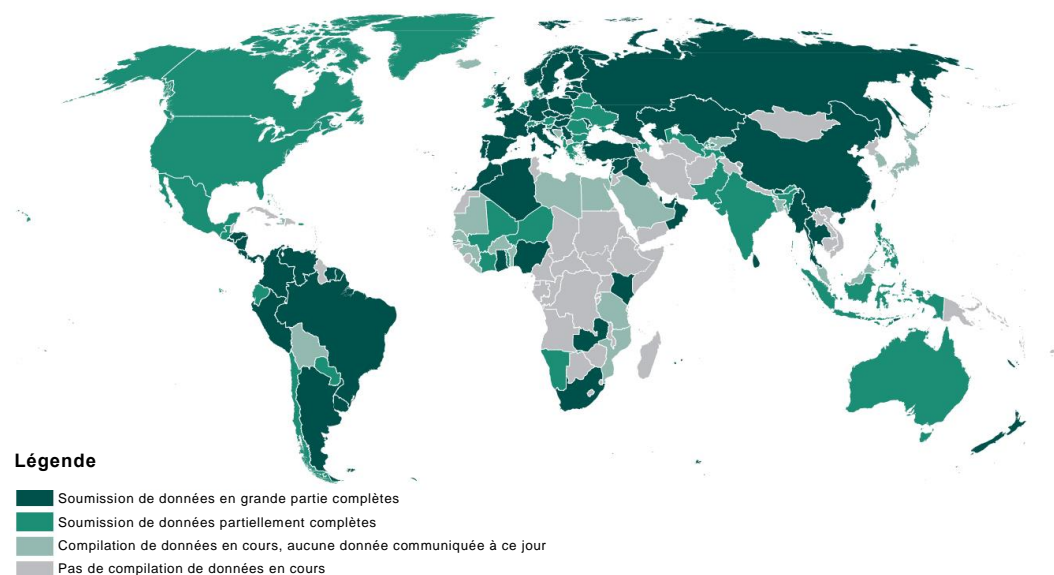 Légende
Soumission de données en grande partie complètes
Soumission de données partiellement complètes
Compilation de données en cours, aucune donnée communiquée à ce jour
Pas de compilation de données en cours